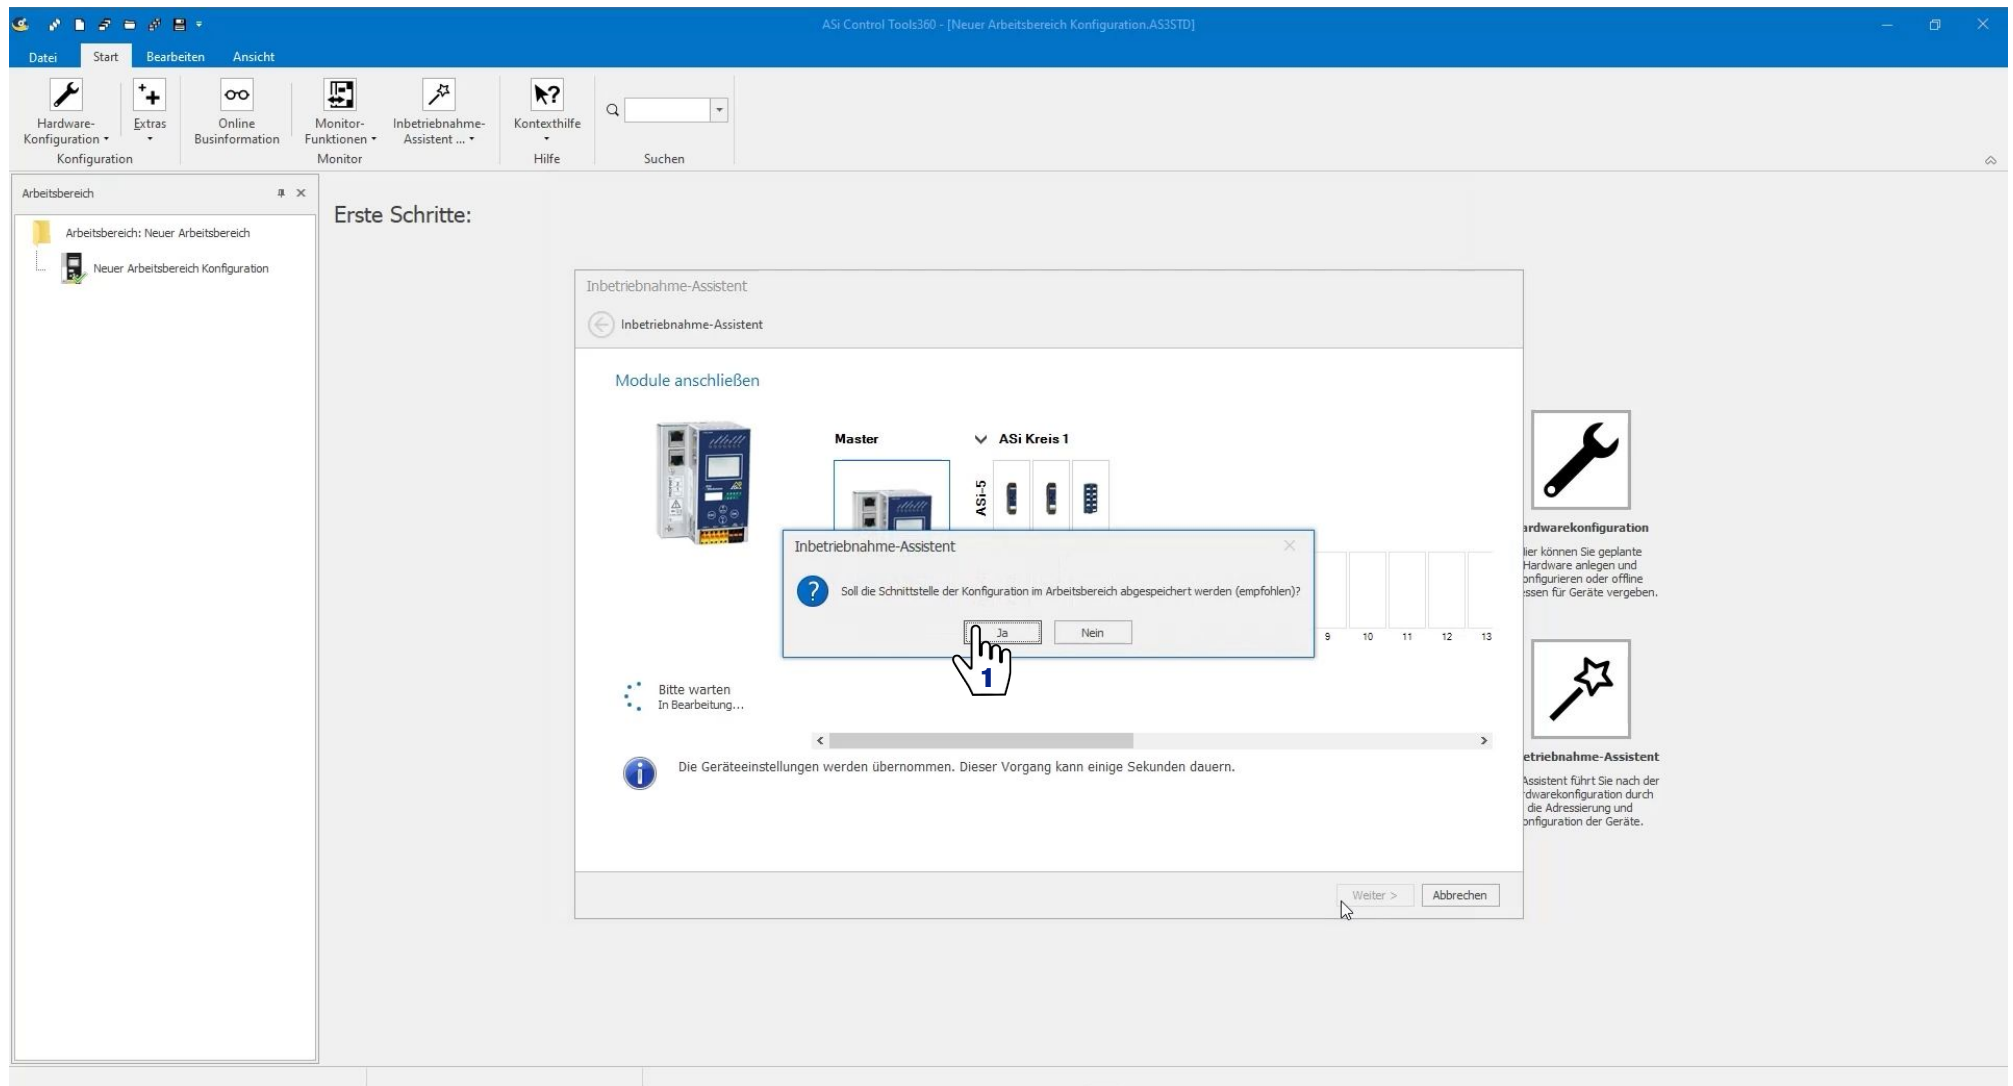 ASi Control Tools360 - [Neuer Arbeitsbereich Konfiguration.AS3STD]
Datei Start Bearbeiten Ansicht
Hardware-
Konfiguration
Extras
Online
Businformation
Monitor-
Funktionen
Inbetriebnahme-
Assistent ...
Kontexthilfe
Konfiguration
Monitor
Hilfe
Suchen
Arbeitsbereich
Arbeitsbereich: Neuer Arbeitsbereich
Neuer Arbeitsbereich Konfiguration
Erste Schritte:
Inbetriebnahme-Assistent
Inbetriebnahme-Assistent
Module anschließen
Master
ASi Kreis 1
ASi-5
Inbetriebnahme-Assistent
Soll die Schnittstelle der Konfiguration im Arbeitsbereich abgespeichert werden (empfohlen)?
Ja Nein
1
9 10 11 12 13
Bitte warten
In Bearbeitung...
Die Geräteeinstellungen werden übernommen. Dieser Vorgang kann einige Sekunden dauern.
Weiter > Abbrechen
ardwarekonfiguration
lier können Sie geplante
Hardware anlegen und
onfigurieren oder offline
essen für Geräte vergeben.
etriebnahme-Assistent
Assistent führt Sie nach der
rdwarekonfiguration durch
die Adressierung und
onfiguration der Geräte.